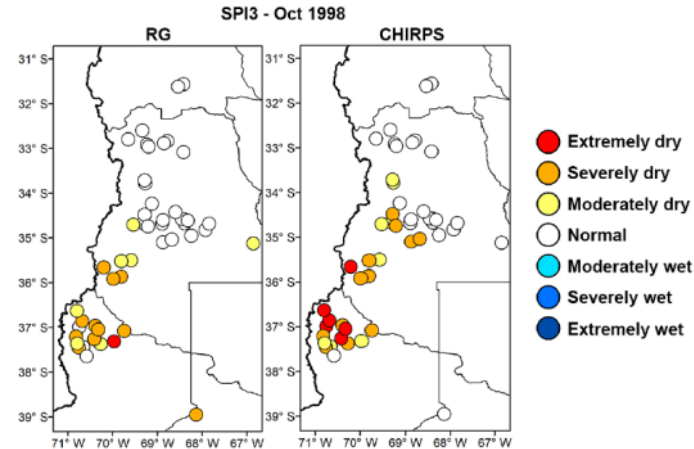 SPI3 - Oct 1998
RG
CHIRPS
31° S
32° S
33° S
34° S
35° S
36° S
37° S
38° S
39° S
71° W 70° W 69° W 68° W 67° W
31° S
32° S
33° S
34° S
35° S
36° S
37° S
38° S
39° S
71° W 70° W 69° W 68° W 67° W
Extremely dry
Severely dry
Moderately dry
Normal
Moderately wet
Severely wet
Extremely wet